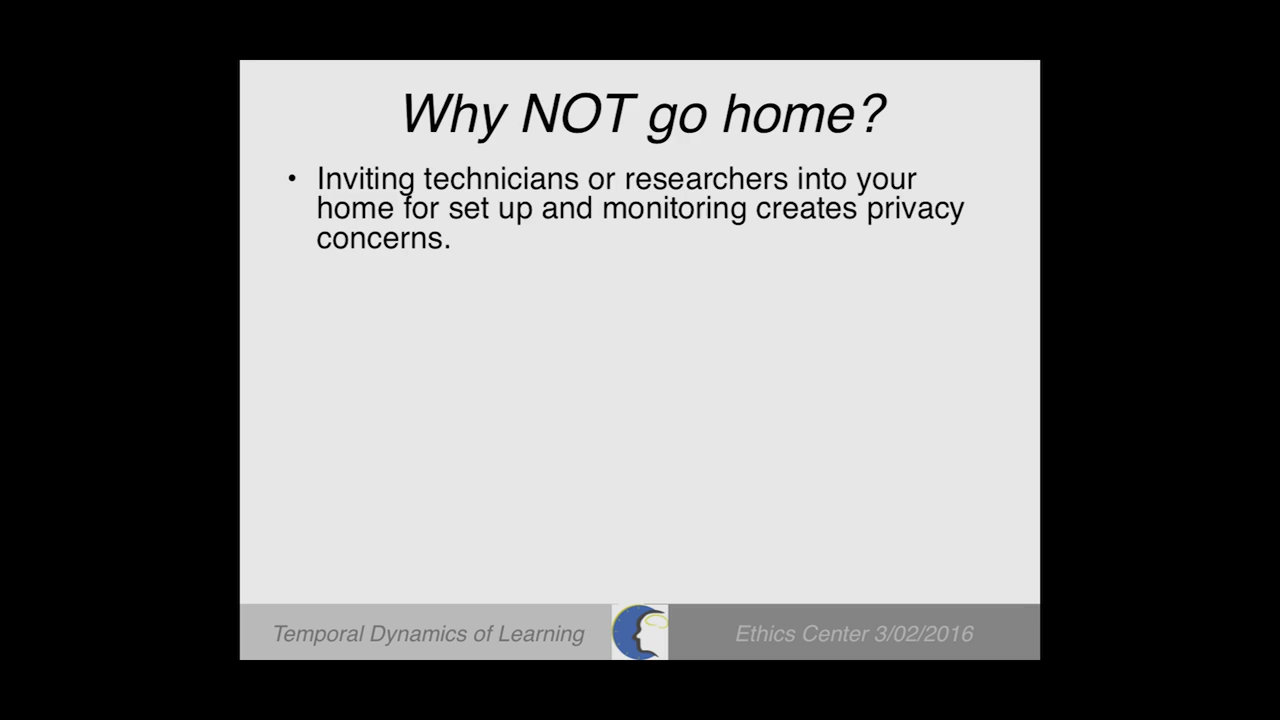 Why NOT go home?
• Inviting technicians or researchers into your
home for set up and monitoring creates privacy
concerns.
Temporal Dynamics of Learning
Ethics Center 3/02/2016